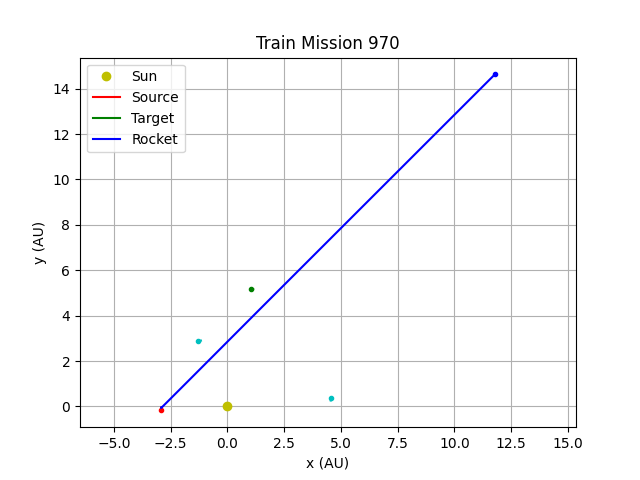 Train Mission 970
Sun
Source
Target
Rocket
y (AU)
14
12
10
8
6
4
2
0
−5.0 −2.5 0.0 2.5 5.0 7.5 10.0 12.5 15.0
x (AU)